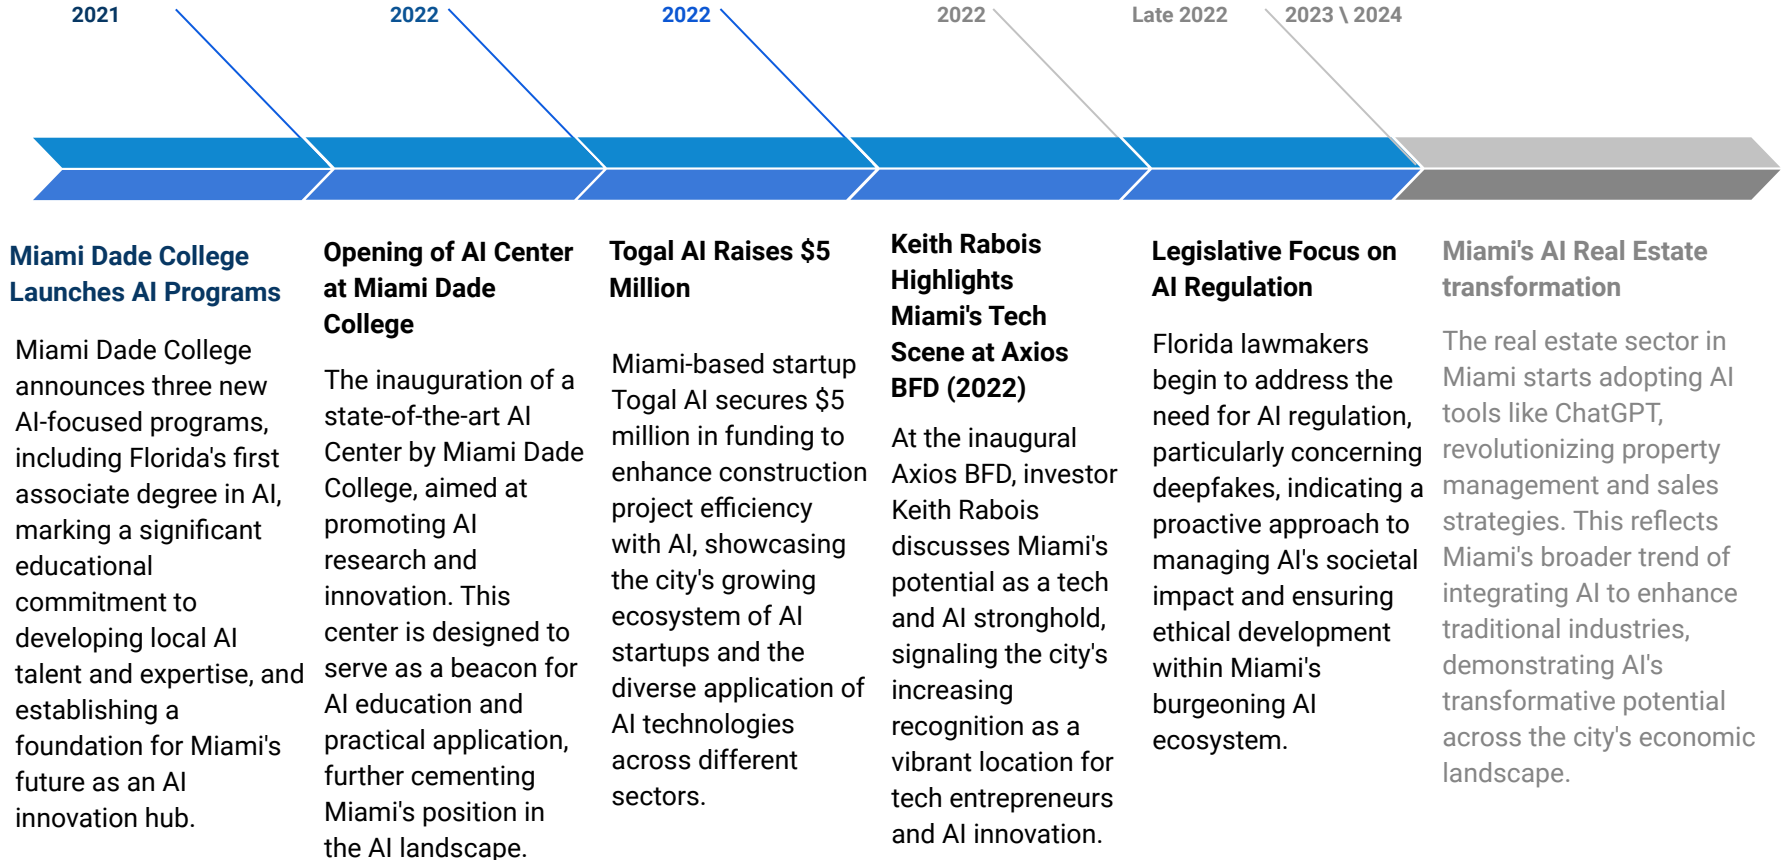 2021
2022
2022
2022
Late 2022
2023 \ 2024
Miami Dade College
Launches AI Programs
Miami Dade College
announces three new
AI-focused programs,
including Florida's first
associate degree in AI,
marking a significant
educational
commitment to
developing local AI
talent and expertise, and
establishing a
foundation for Miami's
future as an AI
innovation hub.
Opening of AI Center
at Miami Dade
College
The inauguration of a
state-of-the-art AI
Center by Miami Dade
College, aimed at
promoting AI
research and
innovation. This
center is designed to
serve as a beacon for
AI education and
practical application,
further cementing
Miami's position in
the AI landscape.
Togal AI Raises $5
Million
Miami-based startup
Togal AI secures $5
million in funding to
enhance construction
project efficiency
with AI, showcasing
the city's growing
ecosystem of AI
startups and the
diverse application of
AI technologies
across different
sectors.
Keith Rabois
Highlights
Miami's Tech
Scene at Axios
BFD (2022)
At the inaugural
Axios BFD, investor
Keith Rabois
discusses Miami's
potential as a tech
and AI stronghold,
signaling the city's
increasing
recognition as a
vibrant location for
tech entrepreneurs
and AI innovation.
Legislative Focus on
AI Regulation
Florida lawmakers
begin to address the
need for AI regulation,
particularly concerning
deepfakes, indicating a
proactive approach to
managing AI's societal
impact and ensuring
ethical development
within Miami's
burgeoning AI
ecosystem.
Miami's AI Real Estate
transformation
The real estate sector in
Miami starts adopting AI
tools like ChatGPT,
revolutionizing property
management and sales
strategies. This reflects
Miami's broader trend of
integrating AI to enhance
traditional industries,
demonstrating AI's
transformative potential
across the city's economic
landscape.